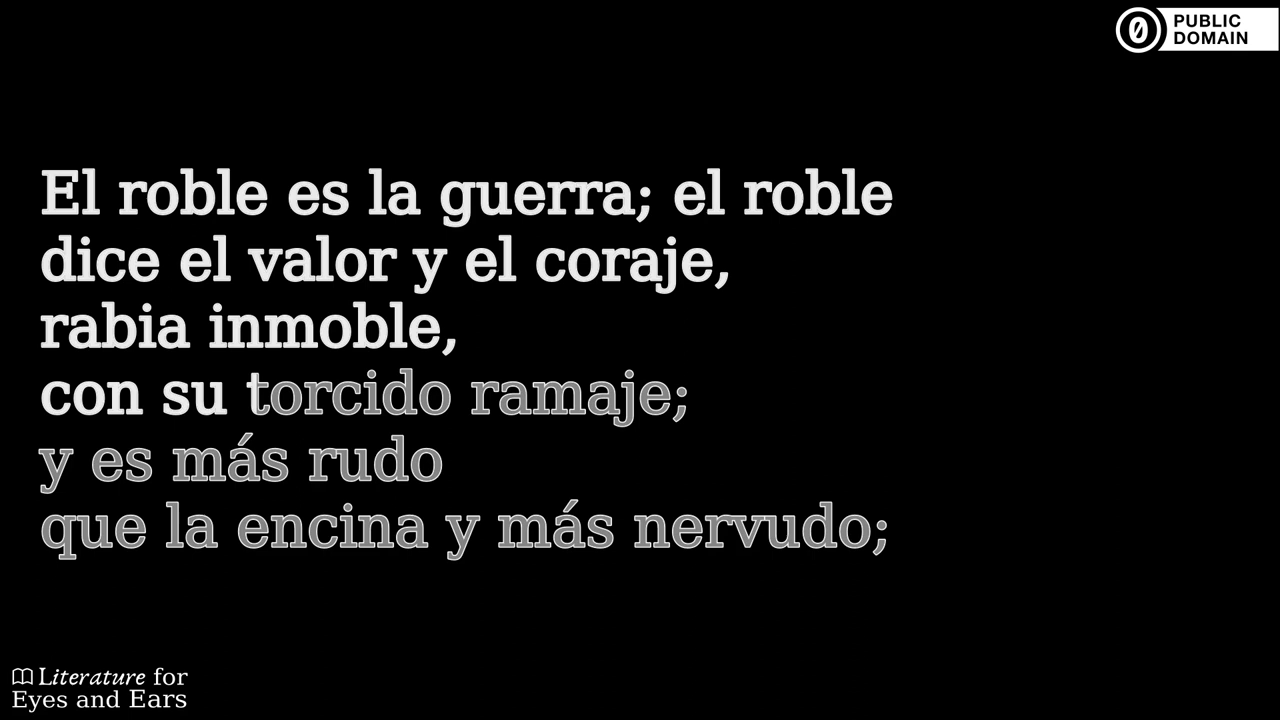 PUBLIC
DOMAIN
El roble es la guerra; el roble
dice el valor y el coraje,
rabia inmoble,
con su torcido ramaje;
y es más rudo
que la encina y más nervudo;
Literature for
Eyes and Ears